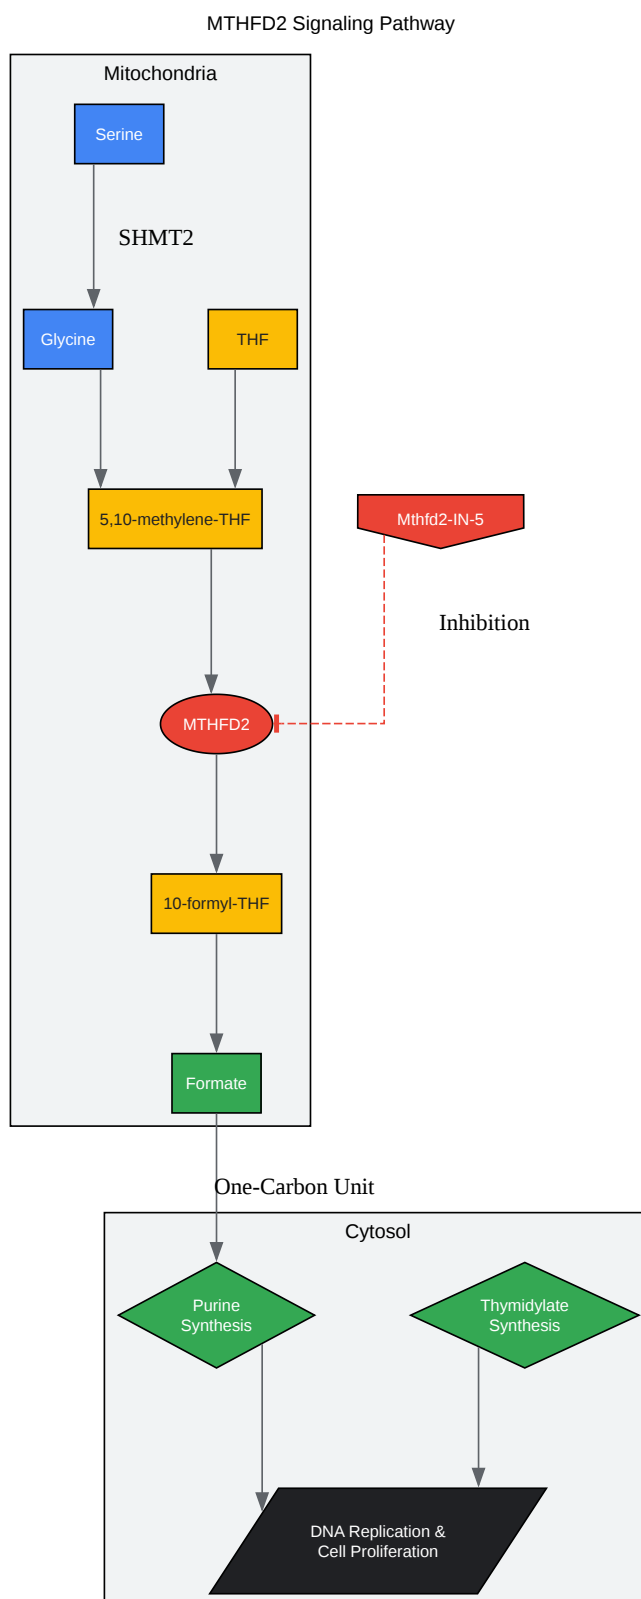 MTHFD2 Signaling Pathway
Mitochondria
Serine
SHMT2
Glycine
THF
5,10-methylene-THF
Mthfd2-IN-5
Inhibition
MTHFD2
10-formyl-THF
Formate
One-Carbon Unit
Cytosol
Purine
Synthesis
Thymidylate
Synthesis
DNA Replication &
Cell Proliferation